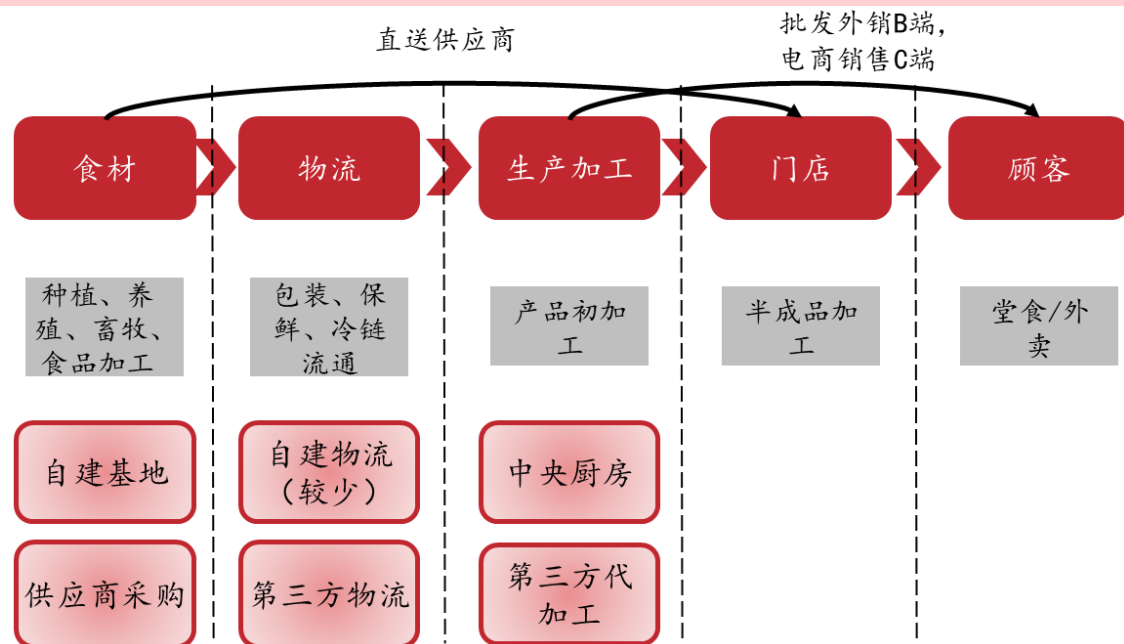 直送供应商
批发外销B端，
电商销售C端
食材
物流
生产加工
门店
顾客
种植、养
殖、畜牧、
食品加工
包装、保
鲜、冷链
流通
产品初加
工
半成品加
工
堂食/外
卖
自建基地
自建物流
（较少）
中央厨房
供应商采购
第三方物流
第三方代
加工